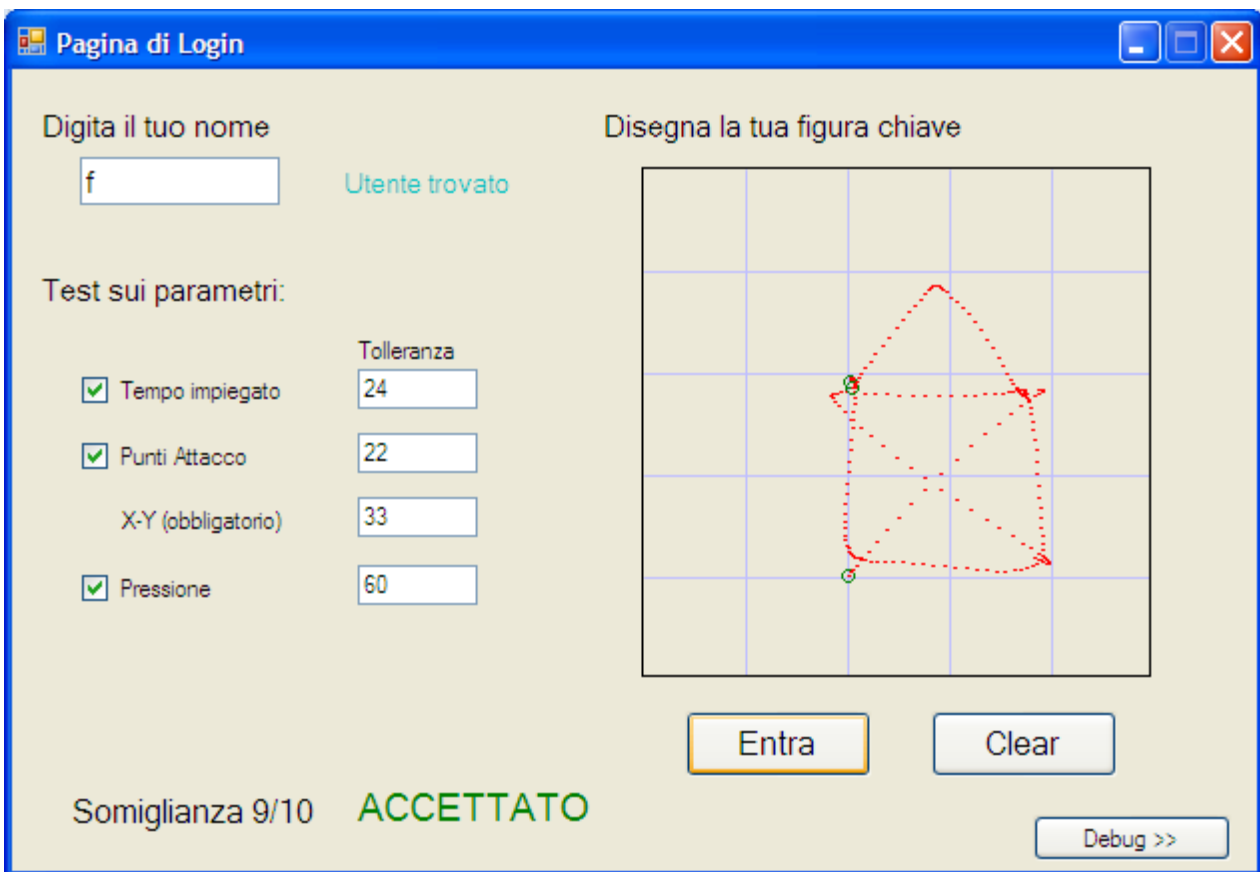 Pagina di Login
Digita il tuo nome
f
Utente trovato
Test sui parametri:
Tolleranza
Tempo impiegato
24
Punti Attacco
22
X-Y (obbligatorio)
33
Pressione
60
Somiglianza 9/10
ACCETTATO
Disegna la tua figura chiave
Entra
Clear
Debug >>